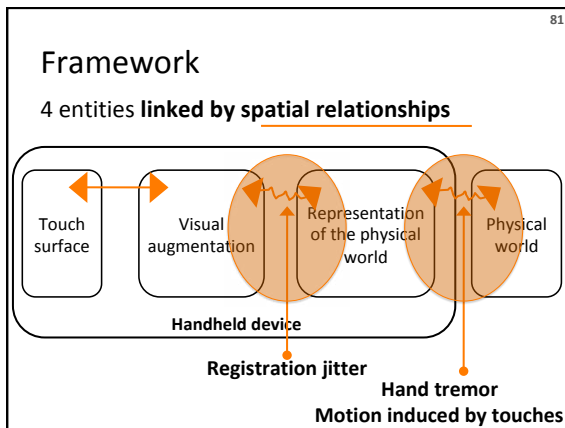 81
Framework
4 entities linked by spatial relationships
Touch
surface
Visual
augmentation
Representation
of the physical
world
Physical
world
Handheld device
Registration jitter
Hand tremor
Motion induced by touches